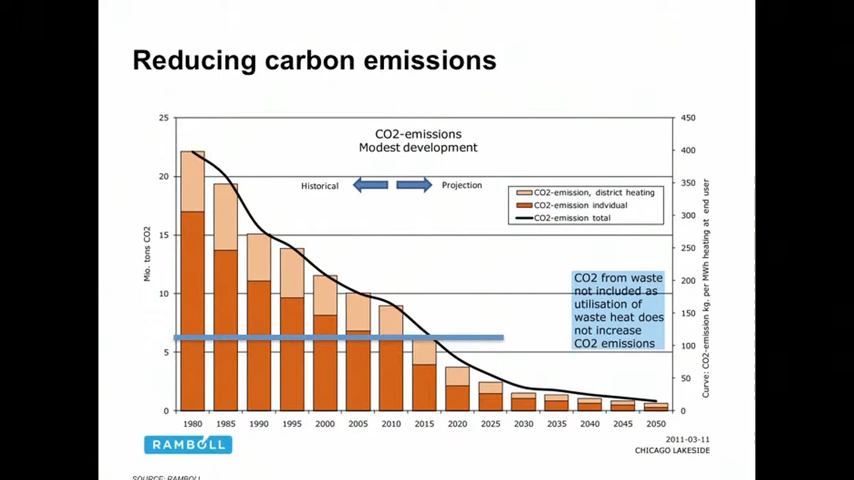 Reducing carbon emissions
CO2-emissions
Modest development
Historical
Projection
CO2-emission, district heating
CO2-emission indvidual
CO2-emission total
CO2 from waste
not included as
utilisation of
waste heat does
not increase
CO2 emissions
Mio. tons CO2
25
20
15
10
5
0
450
400
350
300
250
200
150
100
50
0
Curve: CO2-emission kg. per MWh heating at end user
1980 1985 1990 1995 2000 2005 2010 2015 2020 2025 2030 2035 2040 2045 2050
RAMBOLL
2011-03-11
CHICAGO LAKESIDE
SOURCE: RAMBOLL